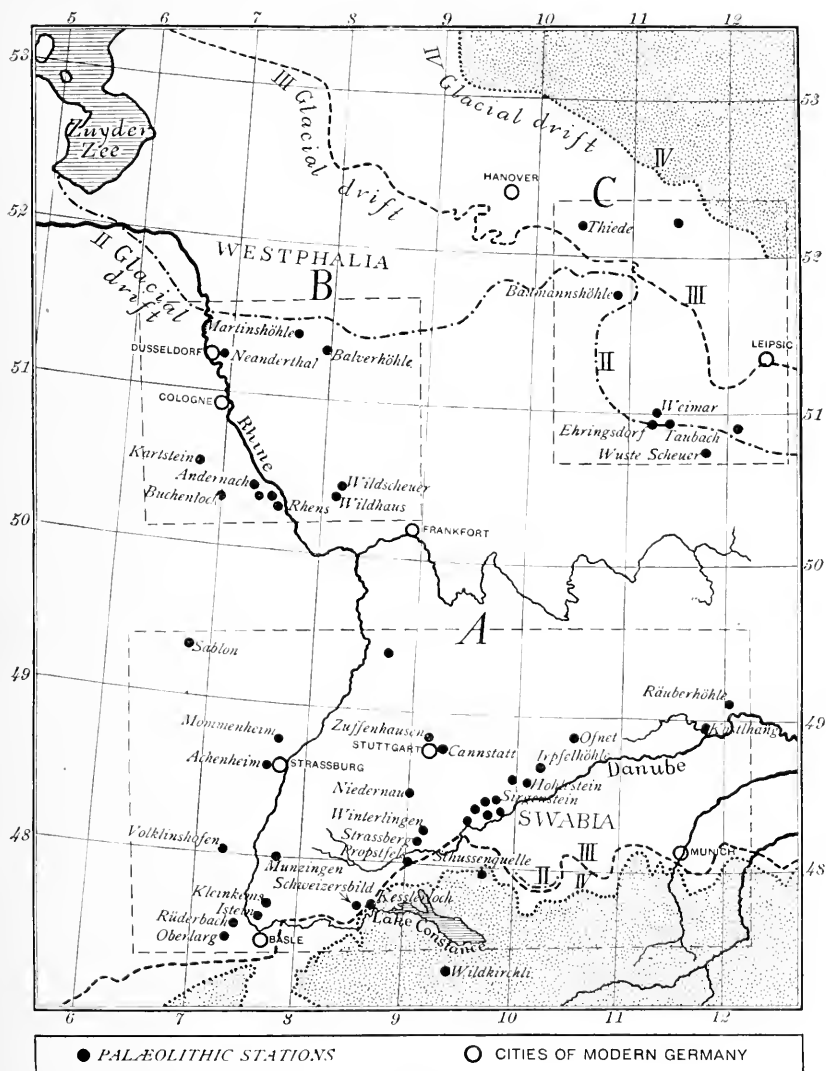 5 6 7 8 9 10 11 12
53
53
Zuyder
Zee
III Glacial
drift
IV Glacial drift
IV
HANOVER
C
52
52
Thiede
II Glacial
drift
WESTPHALIA
B
Baumannshöhle
III
Martinshöhle
DÜSSELDORF
Neanderthal
Balverhöhle
51
LEIPSIC
II
COLOGNE
Rhine
Weimar
51
Ehringsdorf
Taubach
Wuste Scheuer
Kartstein
Andernach
Buchenloch
Rhens
Wildscheuer
Wildhaus
50
FRANKFORT
50
A
Sablon
49
Räuberhöhle
Mommenheim
Zuffenhausen
STUTTGART
Cannstatt
Ofnet
Kastlhang
49
Achenheim
STRASSBURG
Irpfelhöhle
Hohlestein
Danube
Niedernau
Sirgenstein
Winterlingen
SWABIA
48
Volklinshofen
Strassberg
Propstfels
Schussenquelle
II
III
IV
MUNICH
48
Munzingen
Schweizersbild
Kesslerloch
Kleinkems
Istein
Rüderbach
Oberlarg
BASLE
Lake Constance
Wildkirchli
6 7 8 9 10 11 12
PALÆOLITHIC STATIONS
CITIES OF MODERN GERMANY